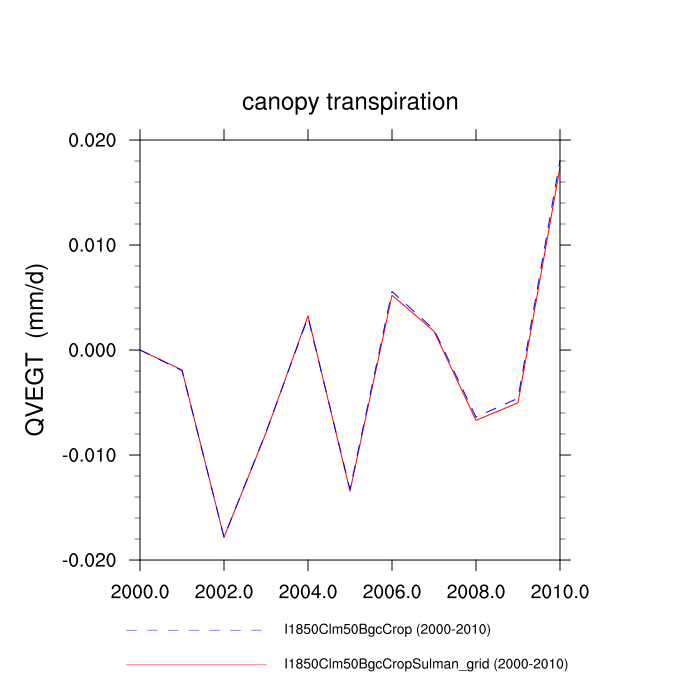 canopy transpiration
0.020
0.010
0.000
-0.010
-0.020
QVEGT (mm/d)
2000.0 2002.0 2004.0 2006.0 2008.0 2010.0
I1850Clm50BgcCrop (2000-2010)
I1850Clm50BgcCropSulman_grid (2000-2010)